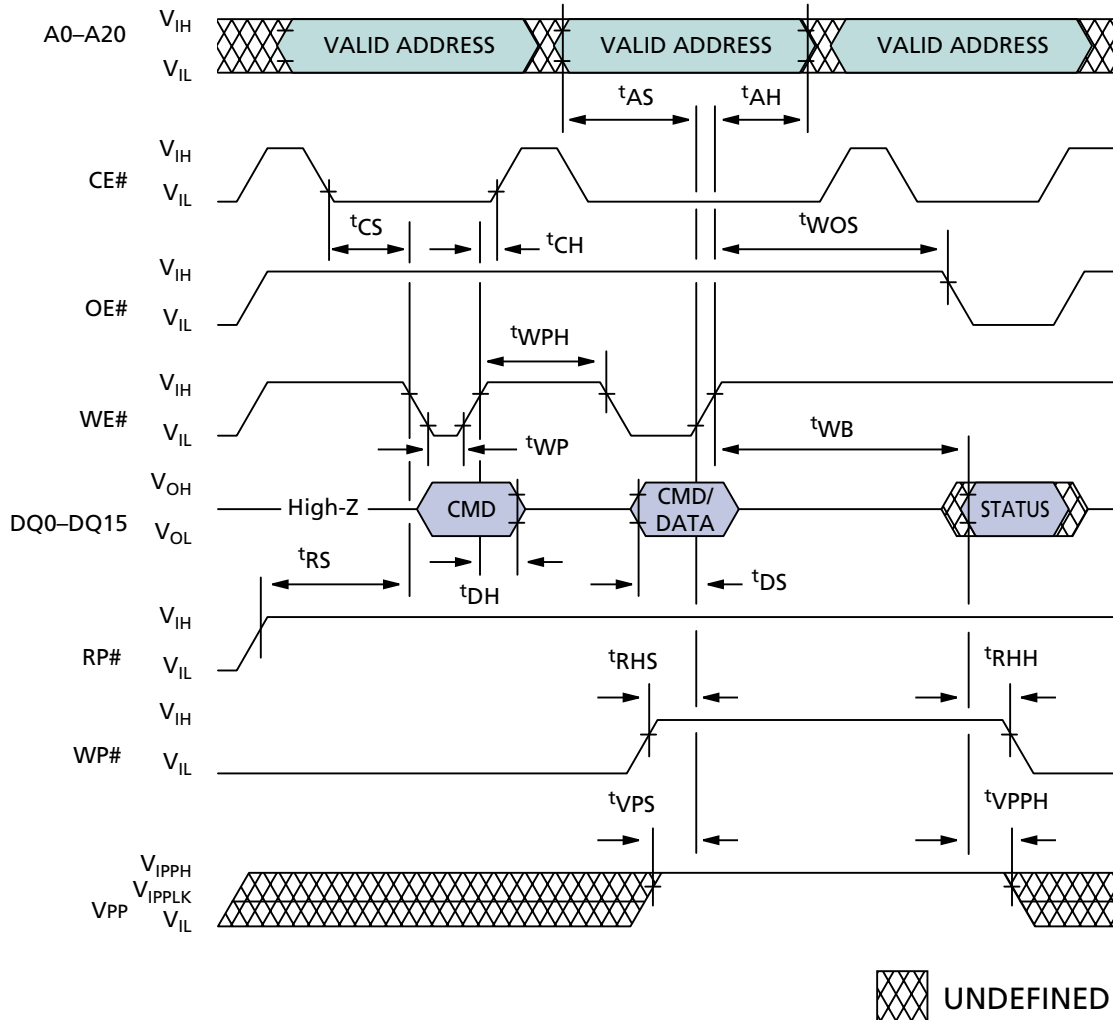 A0–A20
VIH
VIL
VALID ADDRESS
VALID ADDRESS
VALID ADDRESS
tAS
tAH
CE#
VIH
VIL
tCS
tCH
tWOS
OE#
VIH
VIL
tWPH
WE#
VIH
VIL
tWP
tWB
DQ0–DQ15
VOH
VOL
High-Z
CMD
CMD/
DATA
STATUS
tRS
tDH
tDS
RP#
VIH
VIL
tRHS
tRHH
WP#
VIH
VIL
tVPS
tVPPH
VPP
VIPPH
VIPPLK
VIL
UNDEFINED